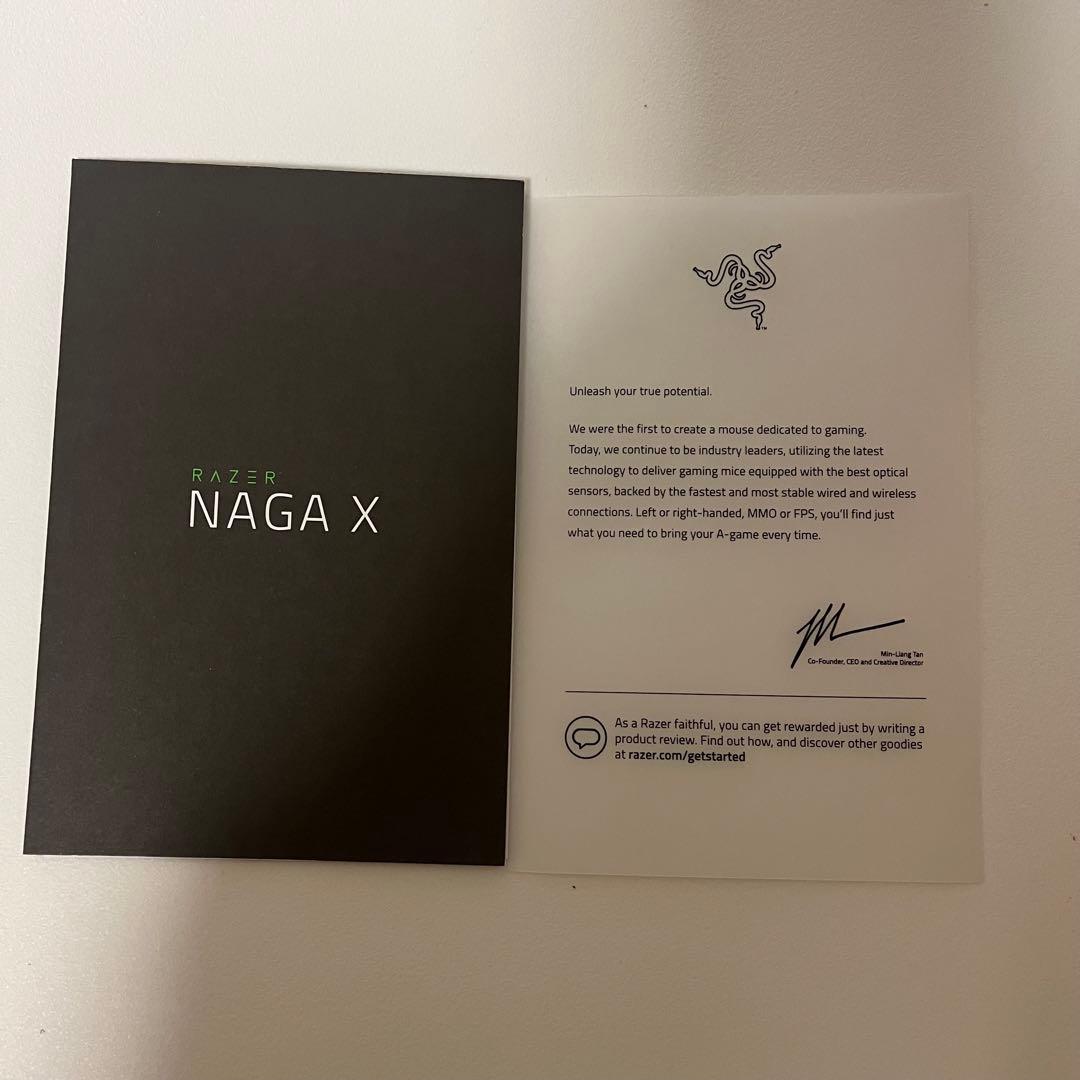 RAZER
NAGA X
Unleash your true potential.
We were the first to create a mouse dedicated to gaming.
Today, we continue to be industry leaders, utilizing the latest
technology to deliver gaming mice equipped with the best optical
sensors, backed by the fastest and most stable wired and wireless
connections. Left or right-handed, MMO or FPS, you’ll find just
what you need to bring your A-game every time.
Min-Liang Tan
Co-Founder, CEO and Creative Director
As a Razer faithful, you can get rewarded just by writing a
product review. Find out how, and discover other goodies
at razer.com/getstarted